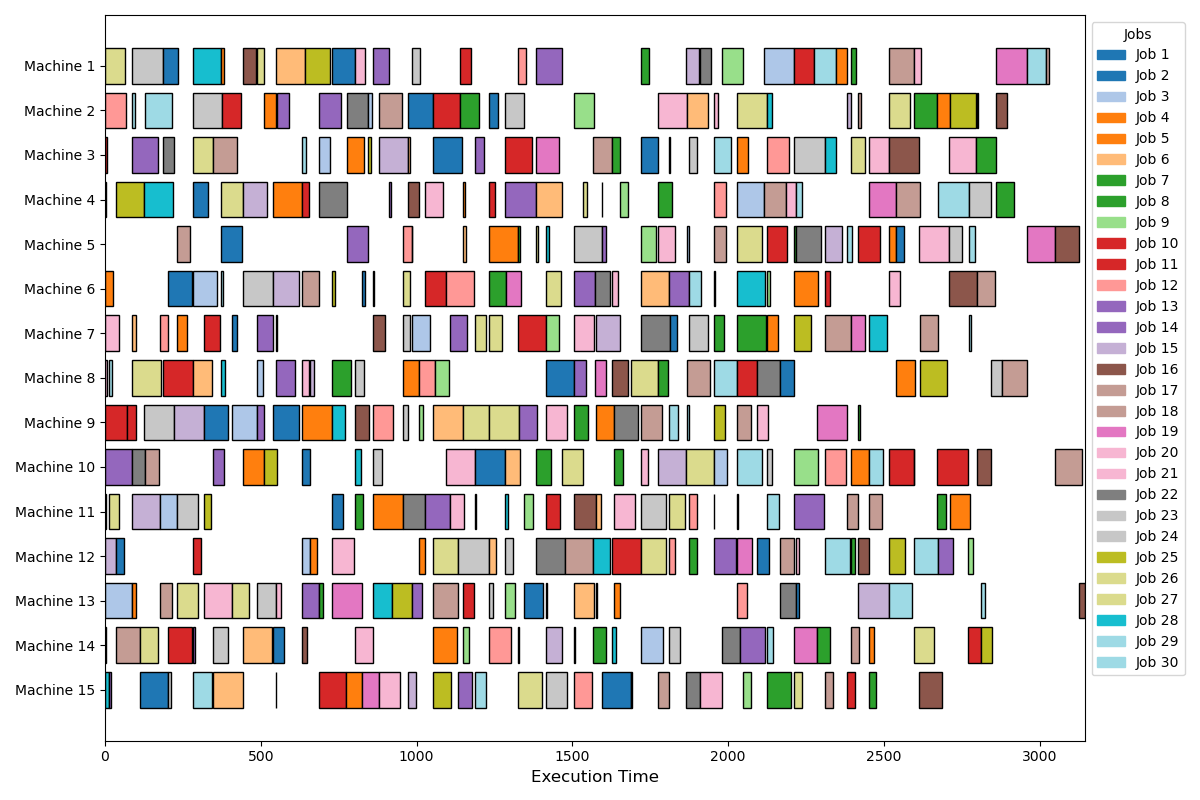 Machine 1
Machine 2
Machine 3
Machine 4
Machine 5
Machine 6
Machine 7
Machine 8
Machine 9
Machine 10
Machine 11
Machine 12
Machine 13
Machine 14
Machine 15
0 500 1000 1500 2000 2500 3000
Execution Time
Jobs
Job 1
Job 2
Job 3
Job 4
Job 5
Job 6
Job 7
Job 8
Job 9
Job 10
Job 11
Job 12
Job 13
Job 14
Job 15
Job 16
Job 17
Job 18
Job 19
Job 20
Job 21
Job 22
Job 23
Job 24
Job 25
Job 26
Job 27
Job 28
Job 29
Job 30